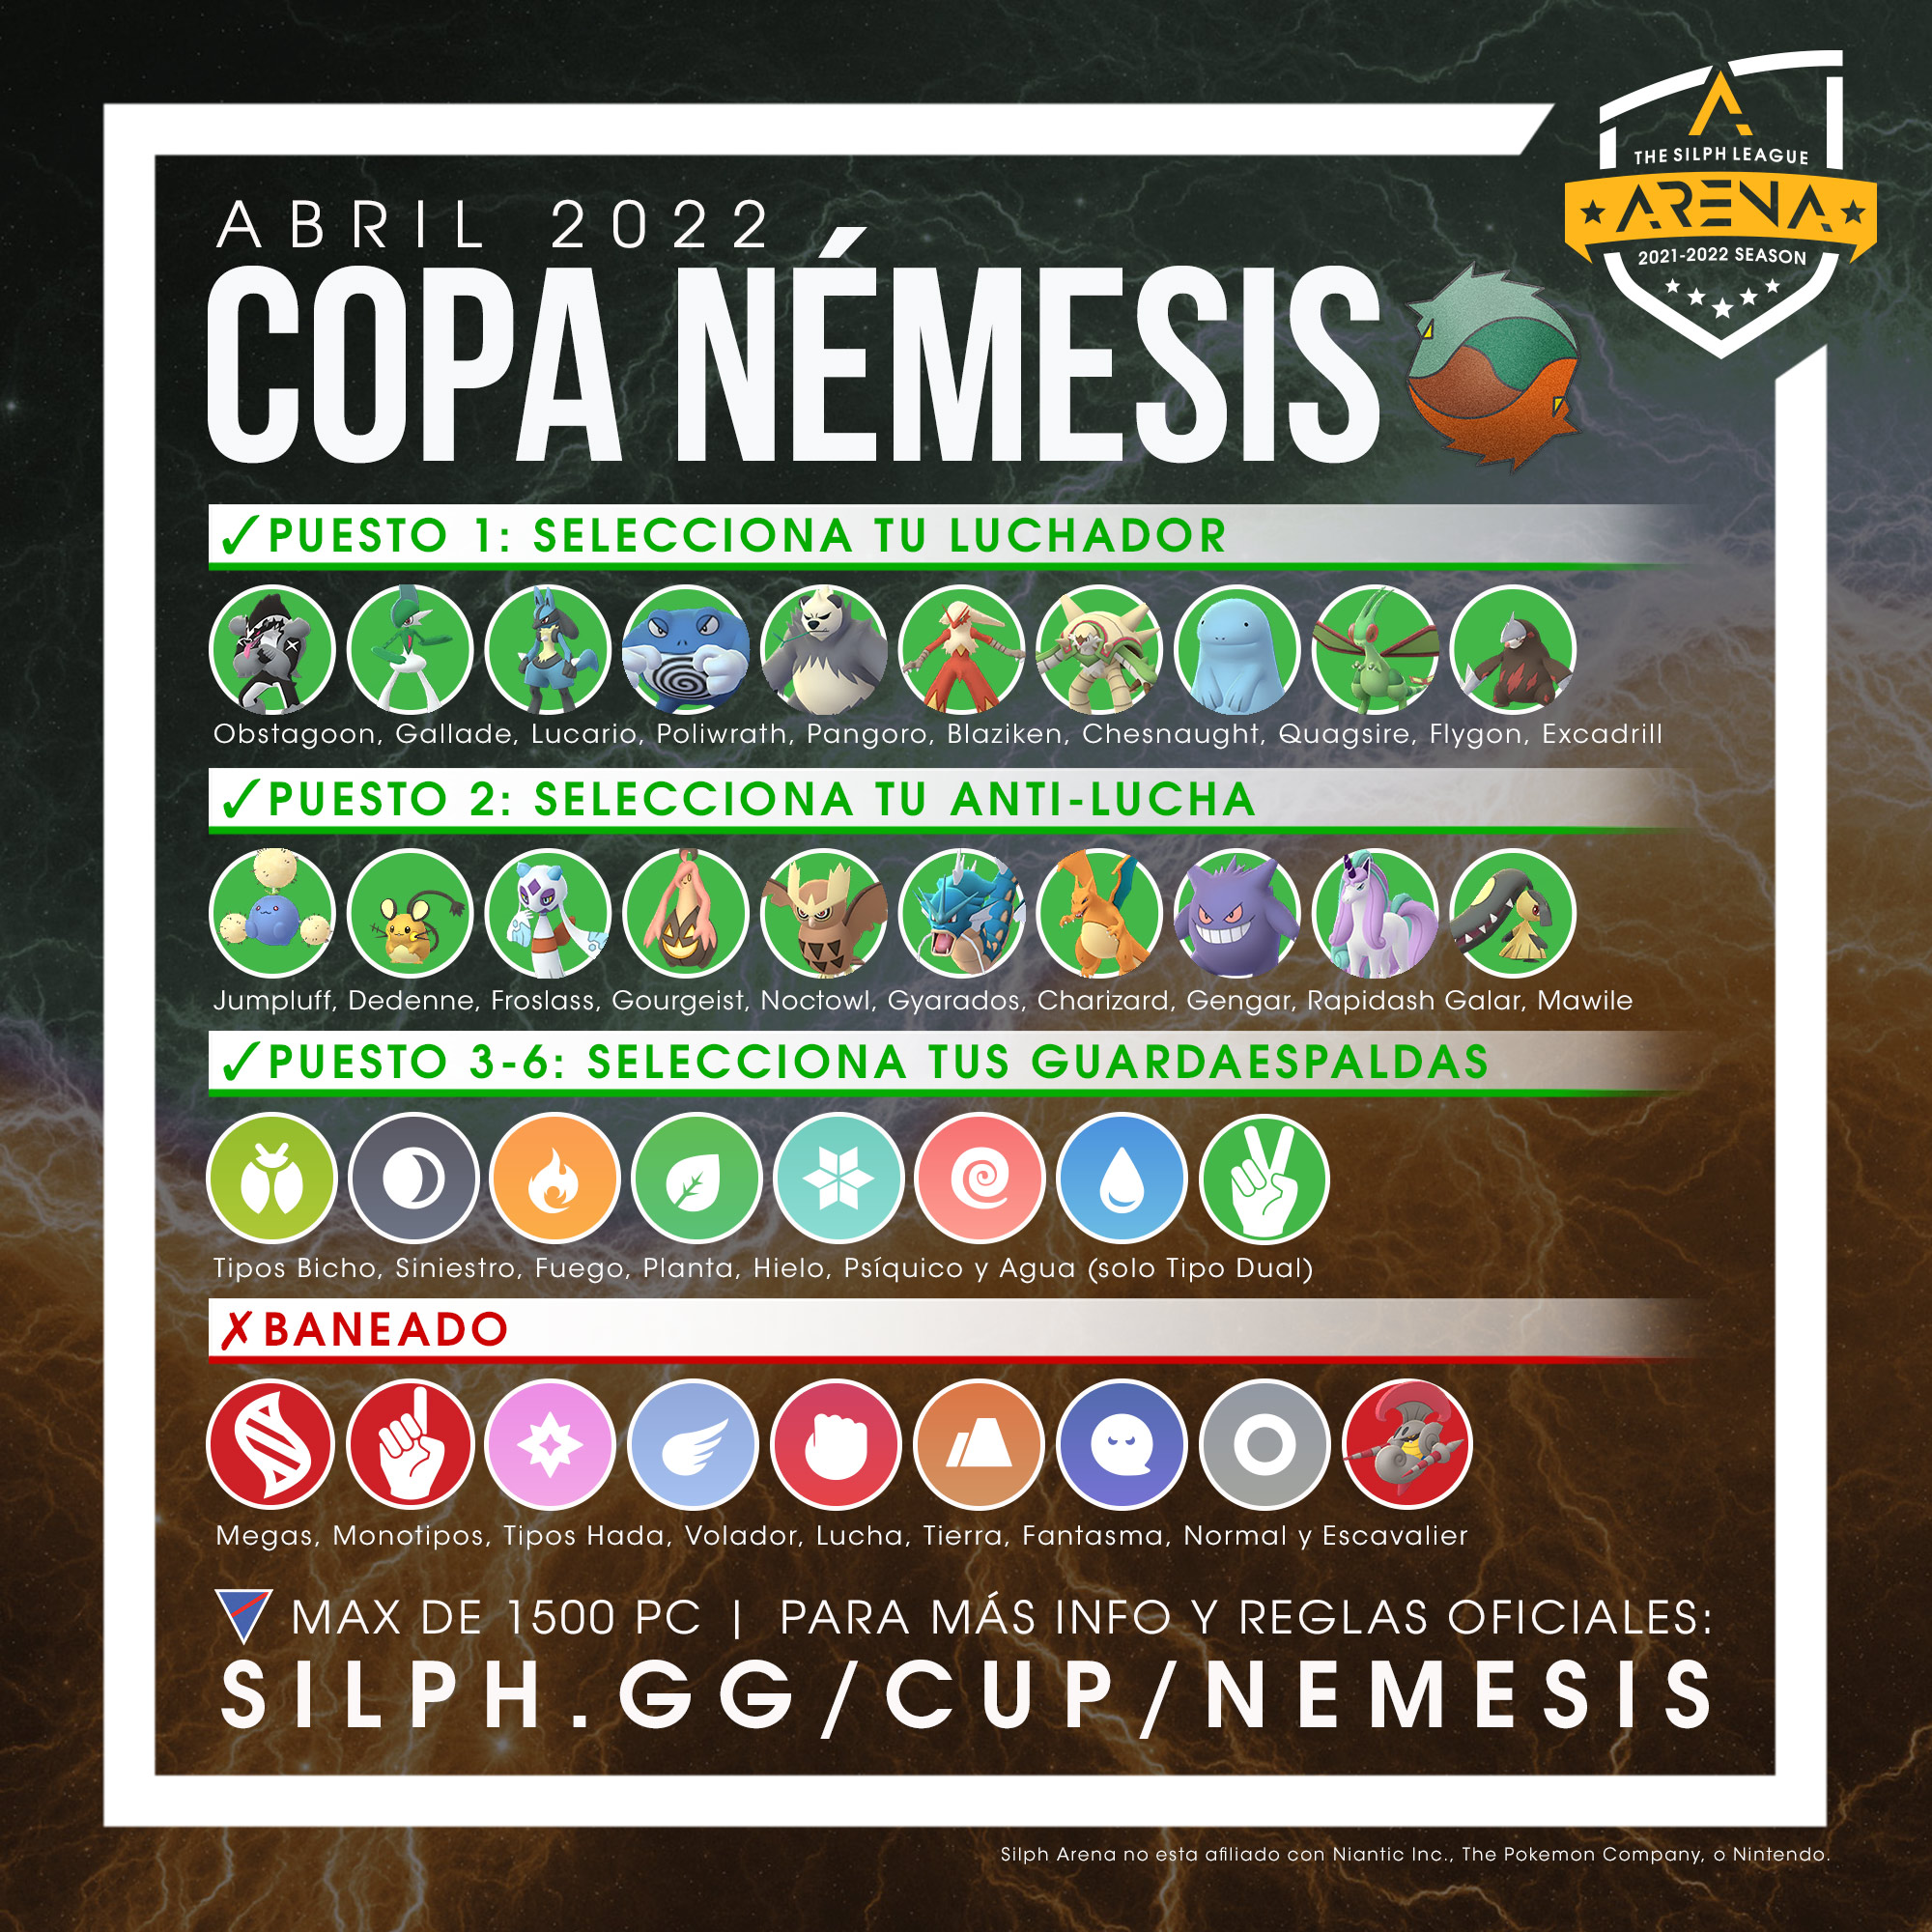 THE SILPH LEAGUE
ARENA
2021-2022 SEASON
ABRIL 2022
COPA NÉMESIS
✓PUESTO 1: SELECCIONA TU LUCHADOR
Obstagoon, Gallade, Lucario, Poliwrath, Pangoro, Blaziken, Chesnaught, Quagsire, Flygon, Excadrill
✓PUESTO 2: SELECCIONA TU ANTI-LUCHA
Jumpluff, Dedenne, Froslass, Gourgeist, Noctowl, Gyarados, Charizard, Gengar, Rapidash Galar, Mawile
✓PUESTO 3-6: SELECCIONA TUS GUARDAESPALDAS
Tipos Bicho, Siniestro, Fuego, Planta, Hielo, Psíquico y Agua (solo Tipo Dual)
✗BANEADO
Megas, Monotipos, Tipos Hada, Volador, Lucha, Tierra, Fantasma, Normal y Escavalier
MAX DE 1500 PC | PARA MÁS INFO Y REGLAS OFICIALES:
SILPH.GG/CUP/NEMESIS
Silph Arena no esta afiliado con Niantic Inc., The Pokemon Company, o Nintendo.